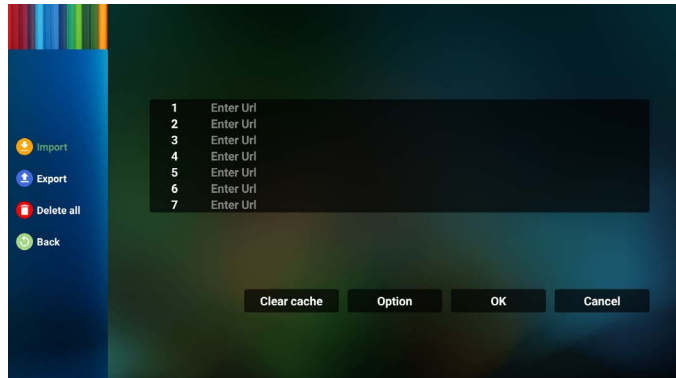 Import
Export
Delete all
Back
1 Enter Url
2 Enter Url
3 Enter Url
4 Enter Url
5 Enter Url
6 Enter Url
7 Enter Url
Clear cache Option OK Cancel